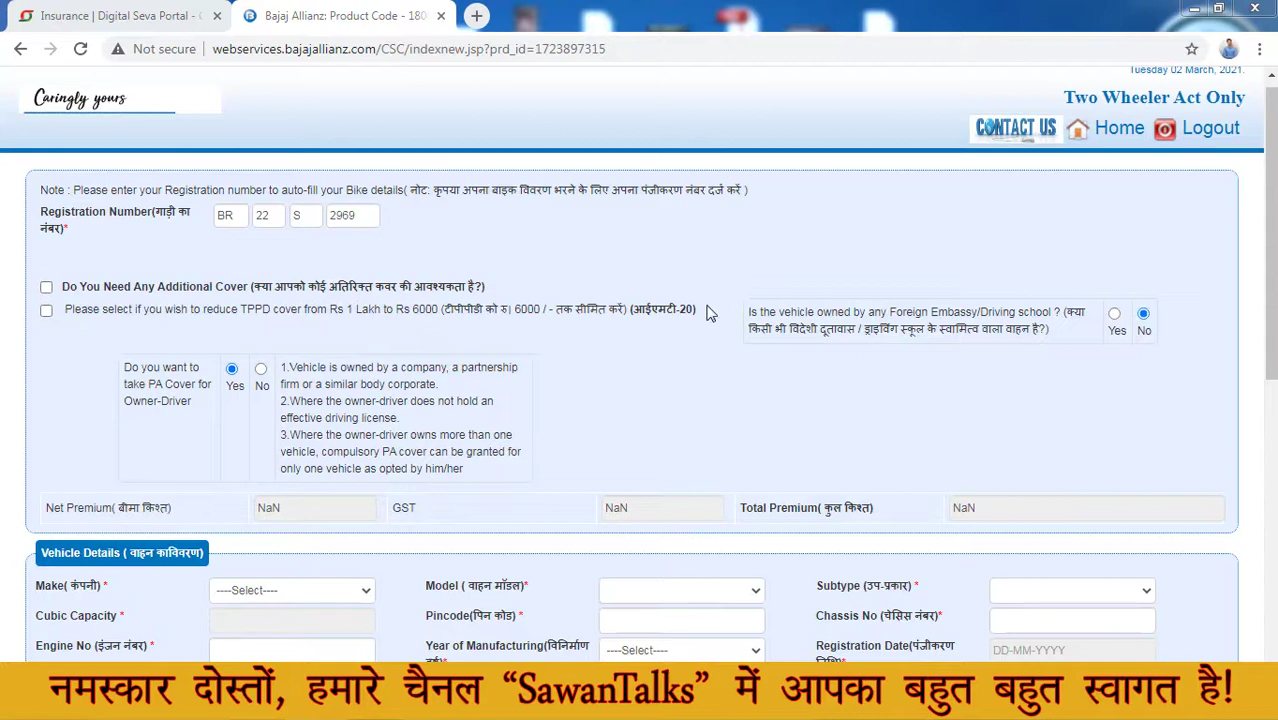 Insurance | Digital Seva Portal - C
Bajaj Allianz: Product Code - 180
Not secure
webservices.bajajallianz.com/CSC/indexnew.jsp?prd_id=1723897315
Tuesday 02 March, 2021.
Caringly yours
Two Wheeler Act Only
CONTACT US
Home
Logout
Note : Please enter your Registration number to auto-fill your Bike details( नोट: कृपया अपना बाइक विवरण भरने के लिए अपना पंजीकरण नंबर दर्ज करें )
Registration Number(गाड़ी का
नंबर)*
BR 22 S 2969
Do You Need Any Additional Cover (क्या आपको कोई अतिरिक्त कवर की आवश्यकता है?)
Please select if you wish to reduce TPPD cover from Rs 1 Lakh to Rs 6000 (टीपीपीडी को रु। 6000 / - तक सीमित करें) (आईएमटी-20)
Is the vehicle owned by any Foreign Embassy/Driving school ? (क्या
किसी भी विदेशी दूतावास / ड्राइविंग स्कूल के स्वामित्व वाला वाहन है?)
Yes No
Do you want to
take PA Cover for
Owner-Driver
Yes No
1.Vehicle is owned by a company, a partnership
firm or a similar body corporate.
2.Where the owner-driver does not hold an
effective driving license.
3.Where the owner-driver owns more than one
vehicle, compulsory PA cover can be granted for
only one vehicle as opted by him/her
Net Premium( बीमा किश्त) NaN GST NaN Total Premium( कुल किश्त) NaN
Vehicle Details ( वाहन काविवरण)
Make( कंपनी) * ----Select---- Model ( वाहन मॉडल)* Subtype (उप-प्रकार) *
Cubic Capacity * Pincode(पिन कोड) * Chassis No (चेसिस नंबर)*
Engine No (इंजन नंबर) * Year of Manufacturing(विनिर्माण ----Select---- Registration Date(पंजीकरण DD-MM-YYYY
नमस्कार दोस्तों, हमारे चैनल “SawanTalks” में आपका बहुत बहुत स्वागत है!